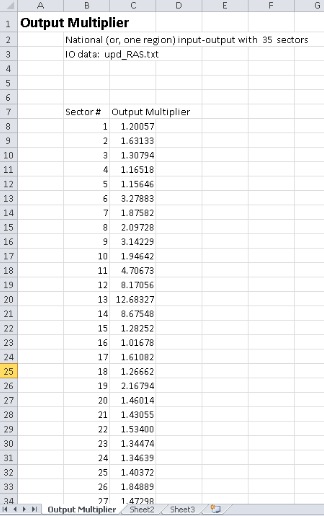 A B C D E F G
1 Output Multiplier
2 National (or, one region) input-output with 35 sectors
3 IO data: upd_RAS.txt
4
5
6
7 Sector # Output Multiplier
8 1 1.20057
9 2 1.63133
10 3 1.30794
11 4 1.16518
12 5 1.15646
13 6 3.27883
14 7 1.87582
15 8 2.09728
16 9 3.14229
17 10 1.94642
18 11 4.70673
19 12 8.17056
20 13 12.68327
21 14 8.67548
22 15 1.28252
23 16 1.01678
24 17 1.61082
25 18 1.26662
26 19 2.16794
27 20 1.46014
28 21 1.43055
29 22 1.53400
30 23 1.34474
31 24 1.34639
32 25 1.40372
33 26 1.84889
34 27 1.47298
Output Multiplier Sheet2 Sheet3